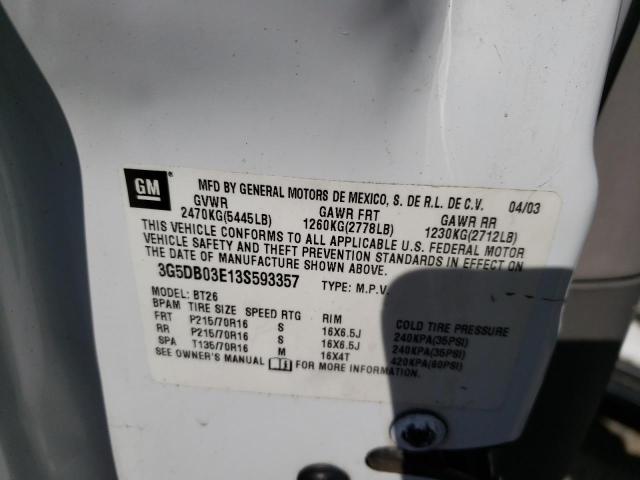 GM
MFD BY GENERAL MOTORS DE MEXICO, S. DE R.L. DE C.V. 04/03
GVWR GAWR FRT GAWR RR
2470KG(5445LB) 1260KG(2778LB) 1230KG(2712LB)
THIS VEHICLE CONFORMS TO ALL APPLICABLE U.S. FEDERAL MOTOR
VEHICLE SAFETY AND THEFT PREVENTION STANDARDS IN EFFECT ON
THE DATE OF MANUFACTURE SHOWN ABOVE.
3G5DB03E13S593357 TYPE: M.P.V.
MODEL: BT26
BPAM TIRE SIZE SPEED RTG RIM COLD TIRE PRESSURE
FRT P215/70R16 S 16X6.5J 240KPA(35PSI)
RR P215/70R16 S 16X6.5J 240KPA(35PSI)
SPA T135/70R16 M 16X4T 420KPA(60PSI)
SEE OWNER'S MANUAL FOR MORE INFORMATION.